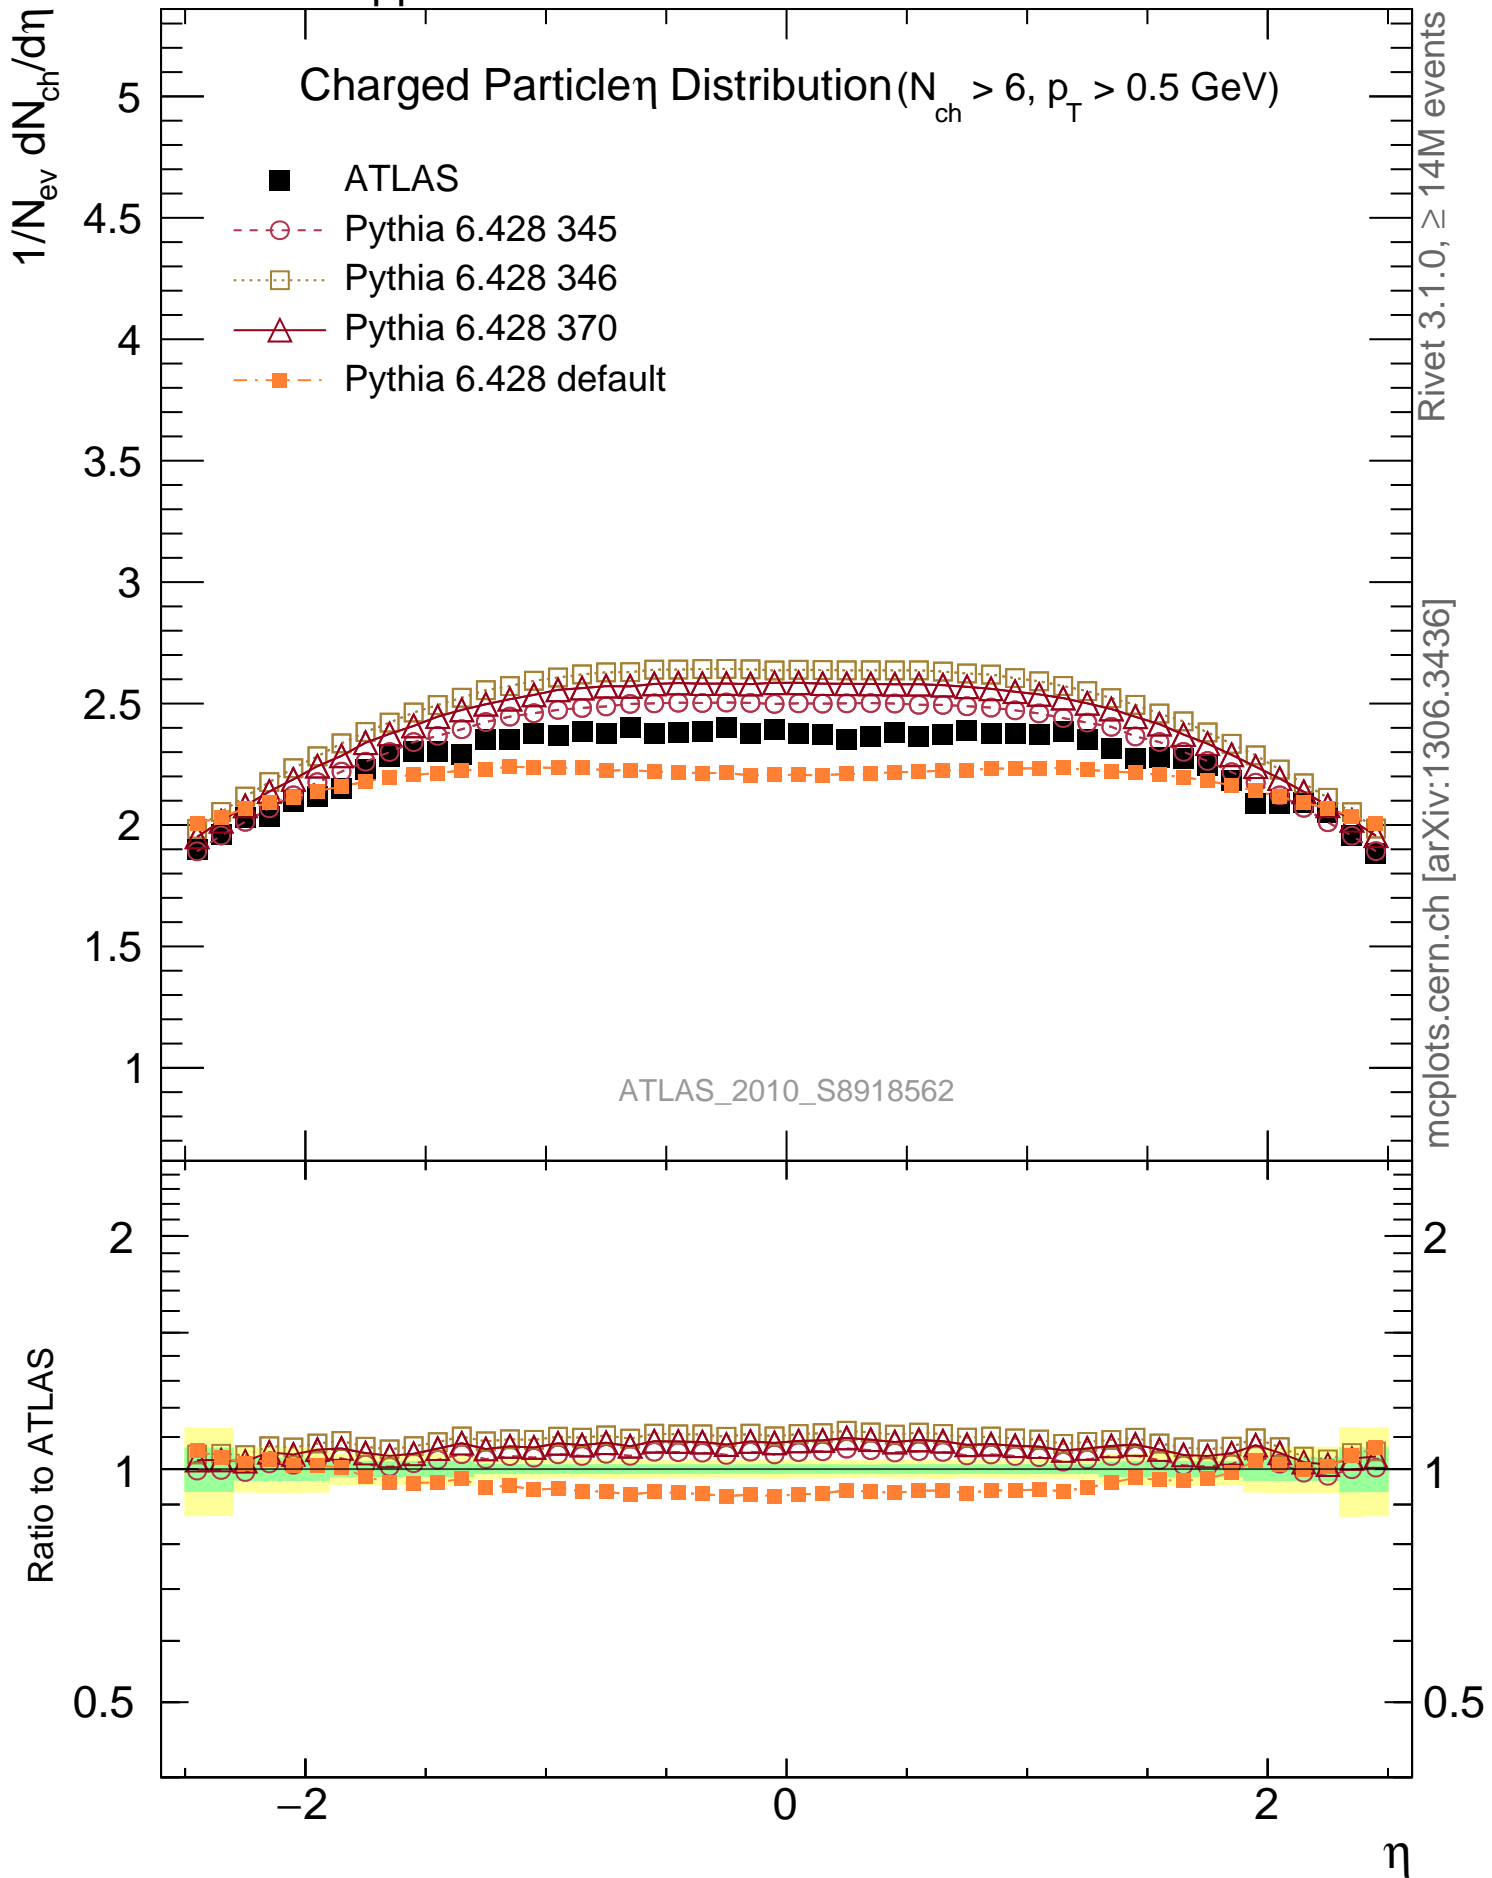 1/N_ev dN_ch/dη
Charged Particle η Distribution (N_ch > 6, p_T > 0.5 GeV)
ATLAS
Pythia 6.428 345
Pythia 6.428 346
Pythia 6.428 370
Pythia 6.428 default
5
4.5
4
3.5
3
2.5
2
1.5
1
ATLAS_2010_S8918562
Rivet 3.1.0, ≥ 14M events
mcplots.cern.ch [arXiv:1306.3436]
Ratio to ATLAS
2
1
0.5
2
1
0.5
−2
0
2
η